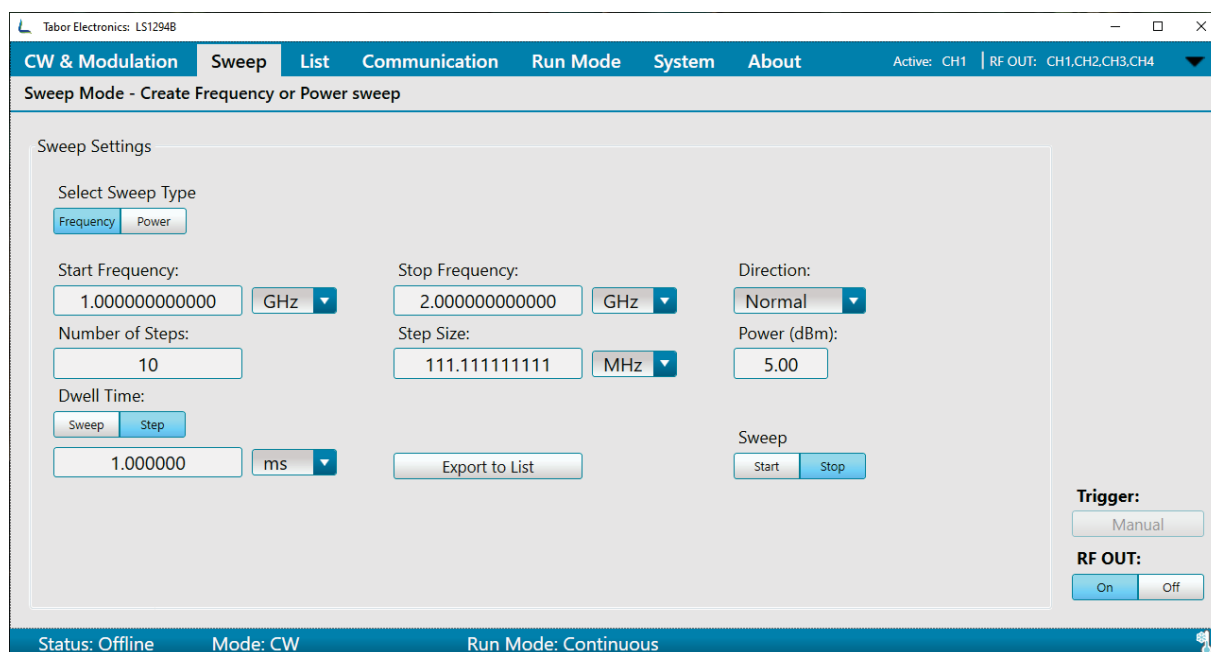 Tabor Electronics: LS1294B
CW & Modulation Sweep List Communication Run Mode System About Active: CH1 | RF OUT: CH1,CH2,CH3,CH4
Sweep Mode - Create Frequency or Power sweep
Sweep Settings
Select Sweep Type
Frequency Power
Start Frequency: Stop Frequency: Direction:
1.000000000000 GHz 2.000000000000 GHz Normal
Number of Steps: Step Size: Power (dBm):
10 111.111111111 MHz 5.00
Dwell Time:
Sweep Step
Sweep
1.000000 ms Export to List Start Stop
Trigger:
Manual
RF OUT:
On Off
Status: Offline Mode: CW Run Mode: Continuous